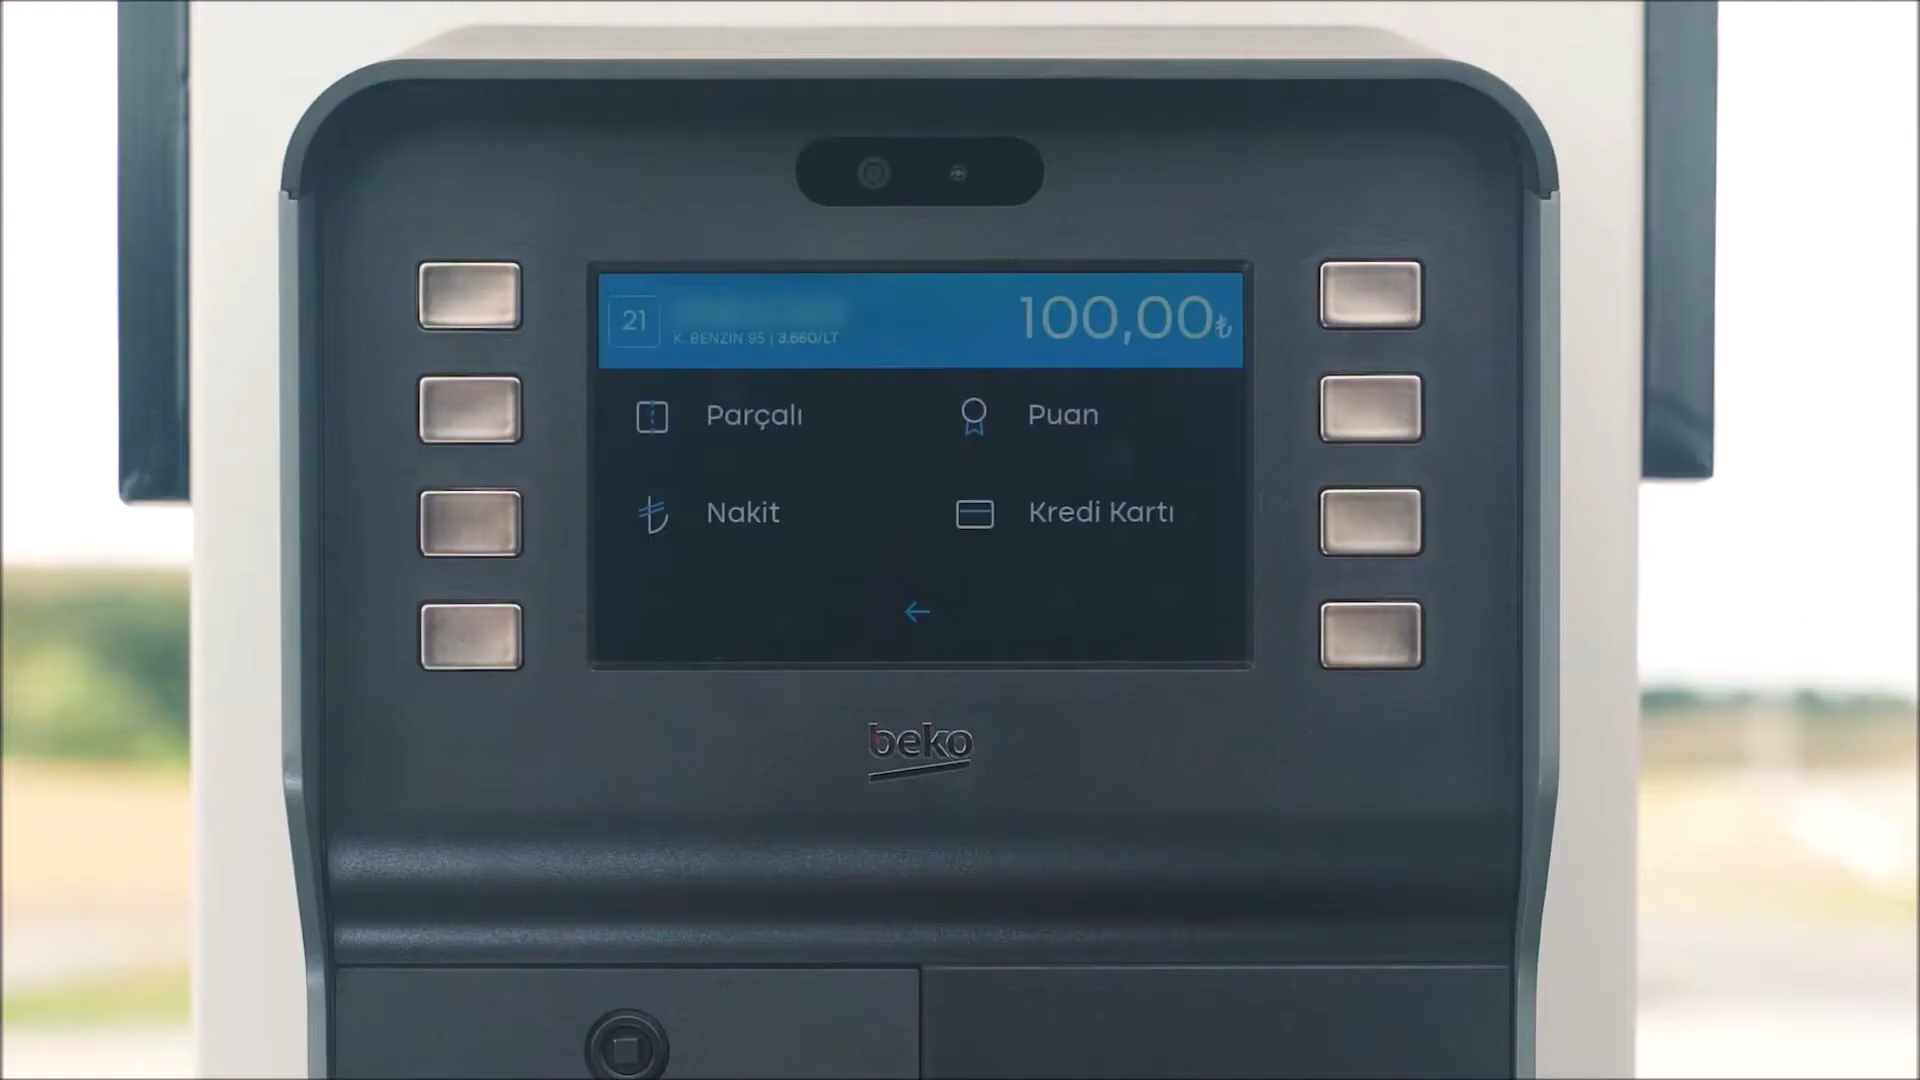 21
K. BENZIN 95 | 3,660/LT
100,00₺
Parçalı
Puan
Nakit
Kredi Kartı
beko